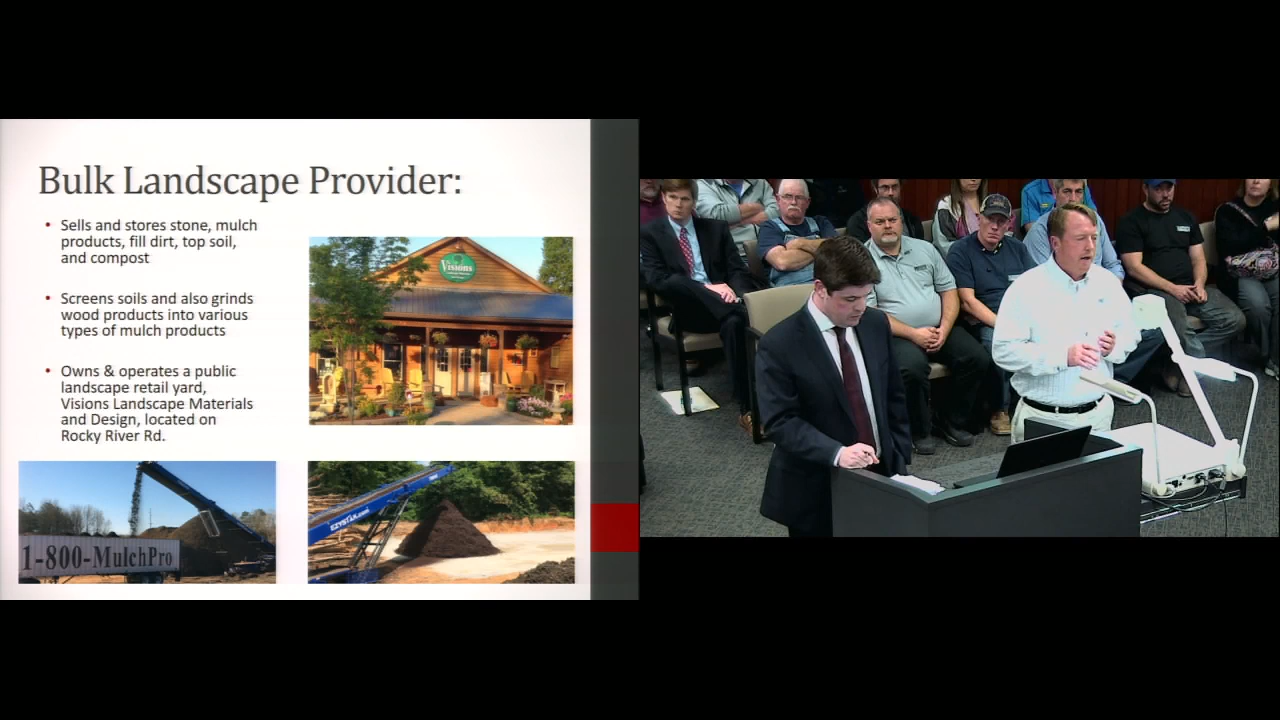 Bulk Landscape Provider:
• Sells and stores stone, mulch
products, fill dirt, top soil,
and compost
• Screens soils and also grinds
wood products into various
types of mulch products
• Owns & operates a public
landscape retail yard,
Visions Landscape Materials
and Design, located on
Rocky River Rd.
Visions
1-800-MulchPro
EZYSTAK.com